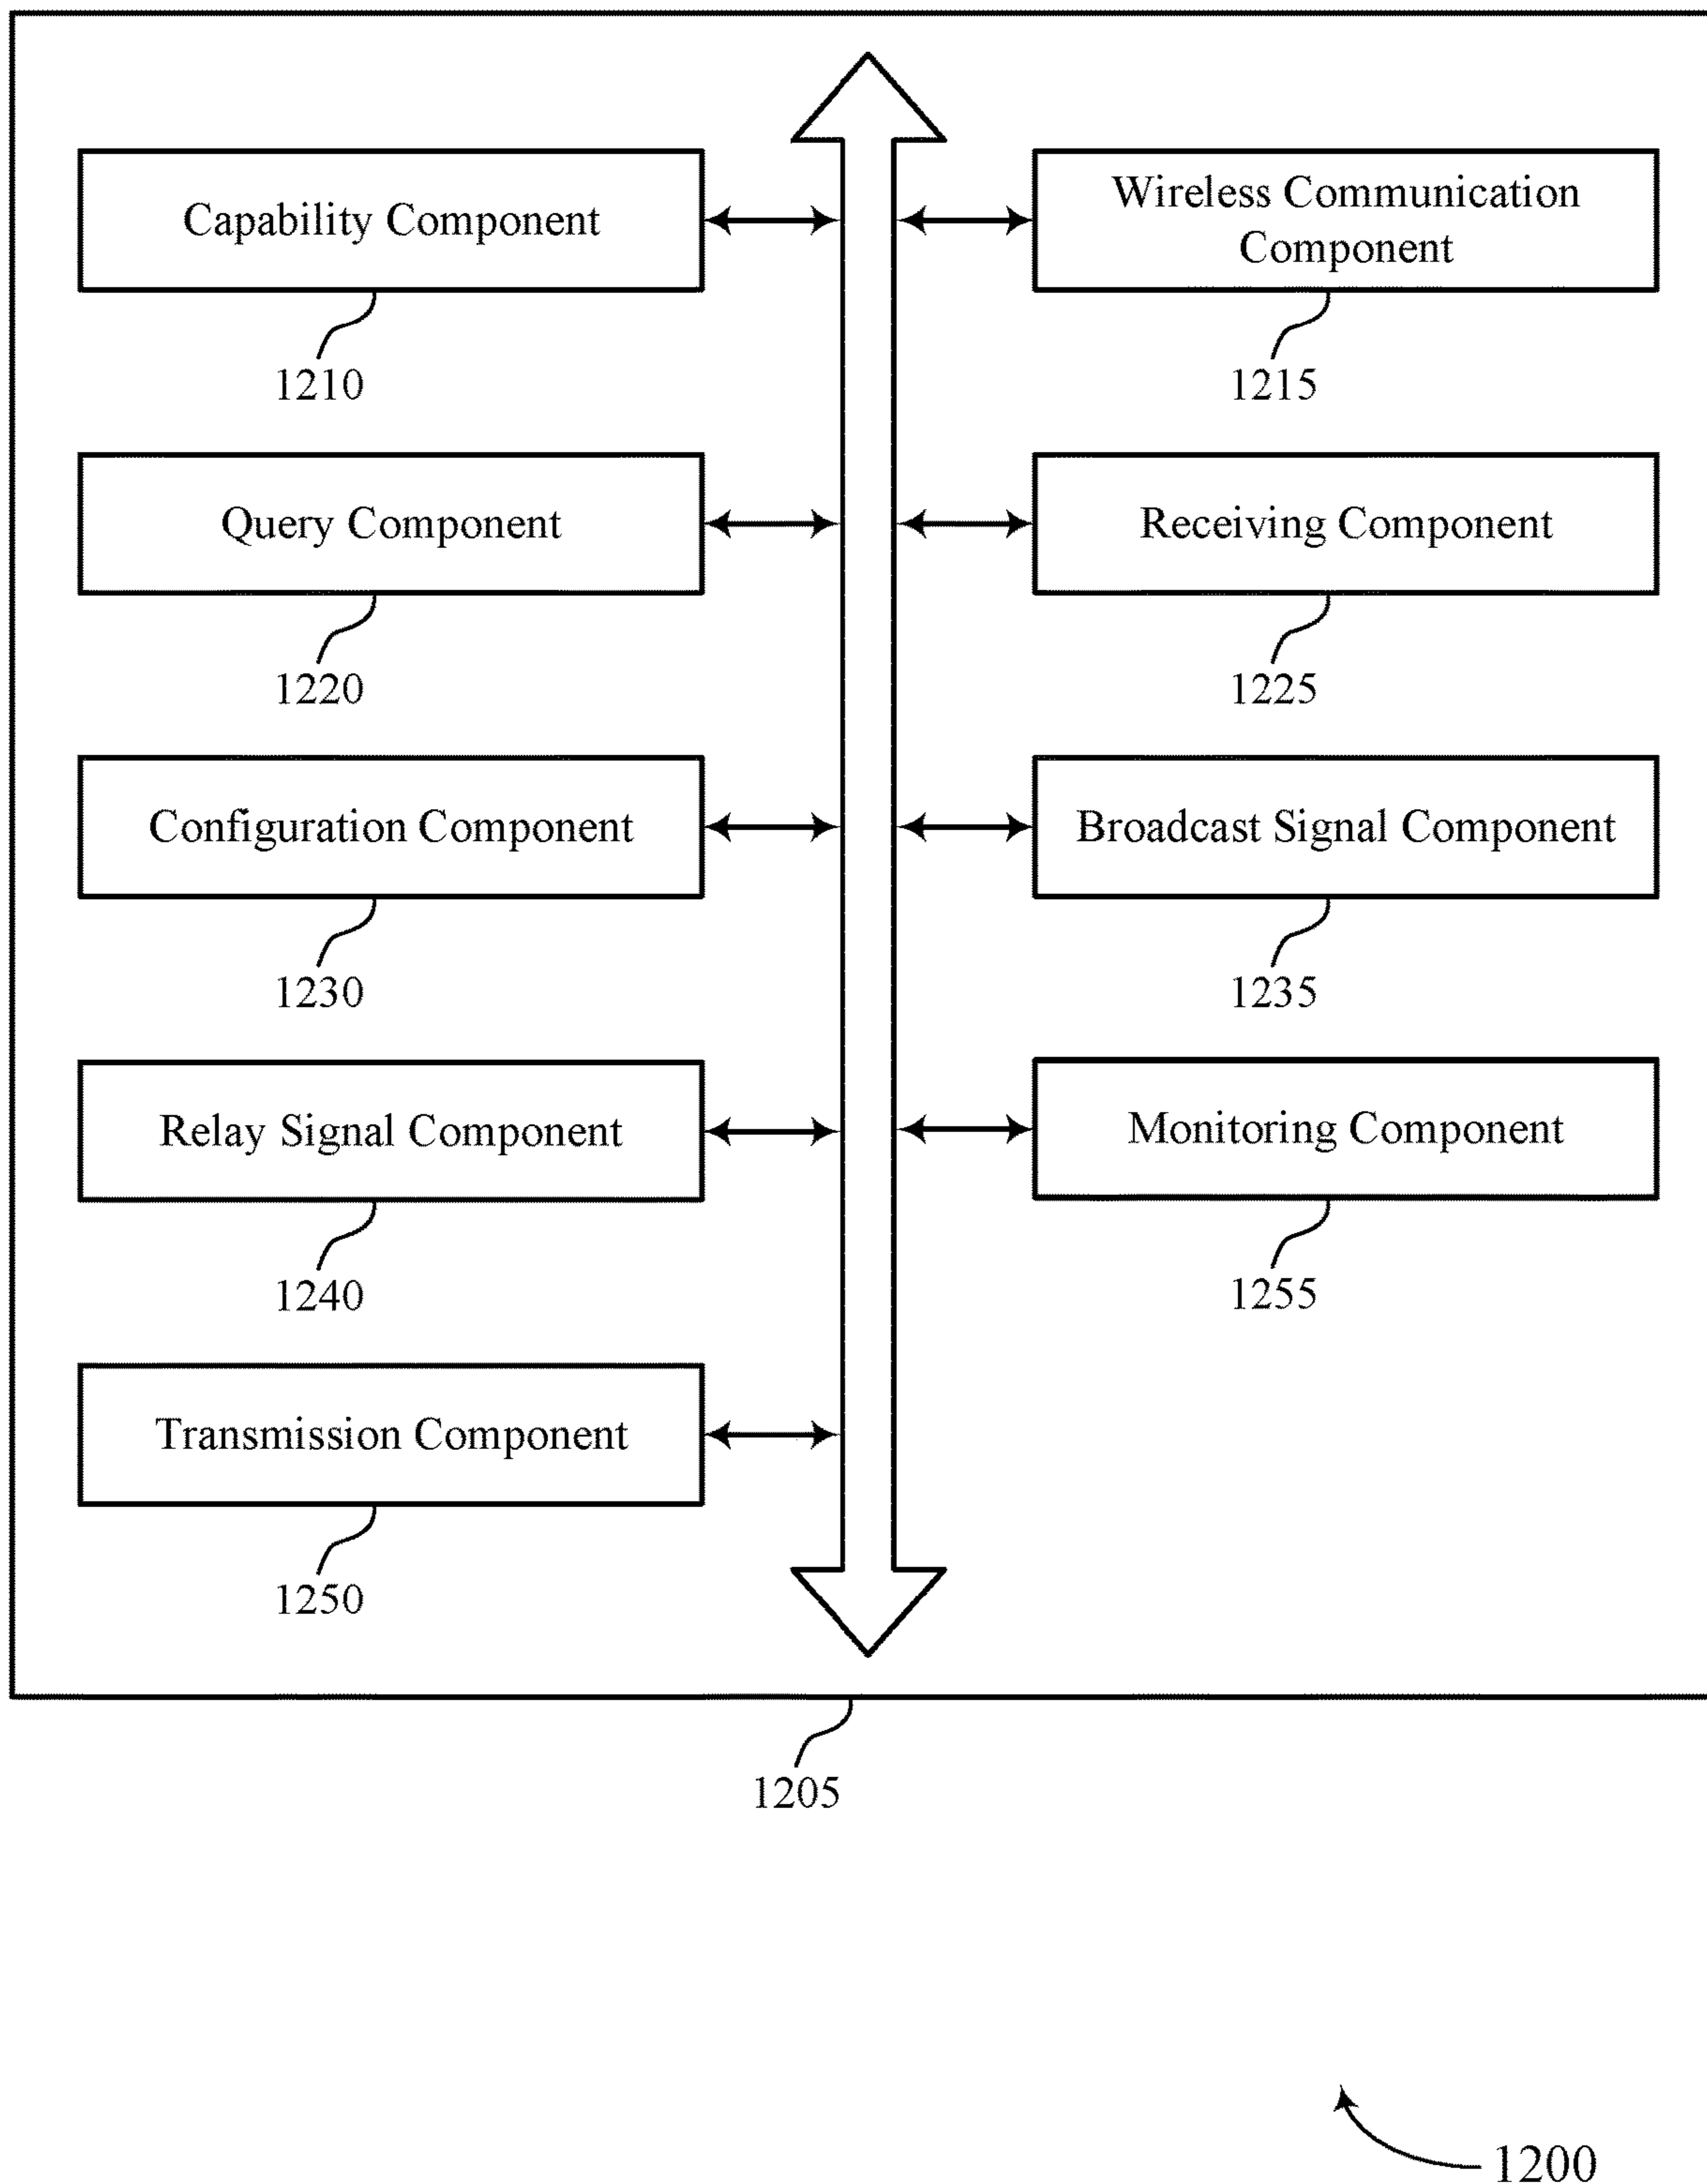 Capability Component
1210
Wireless Communication
Component
1215
Query Component
1220
Receiving Component
1225
Configuration Component
1230
Broadcast Signal Component
1235
Relay Signal Component
1240
Monitoring Component
1255
Transmission Component
1250
1205
1200